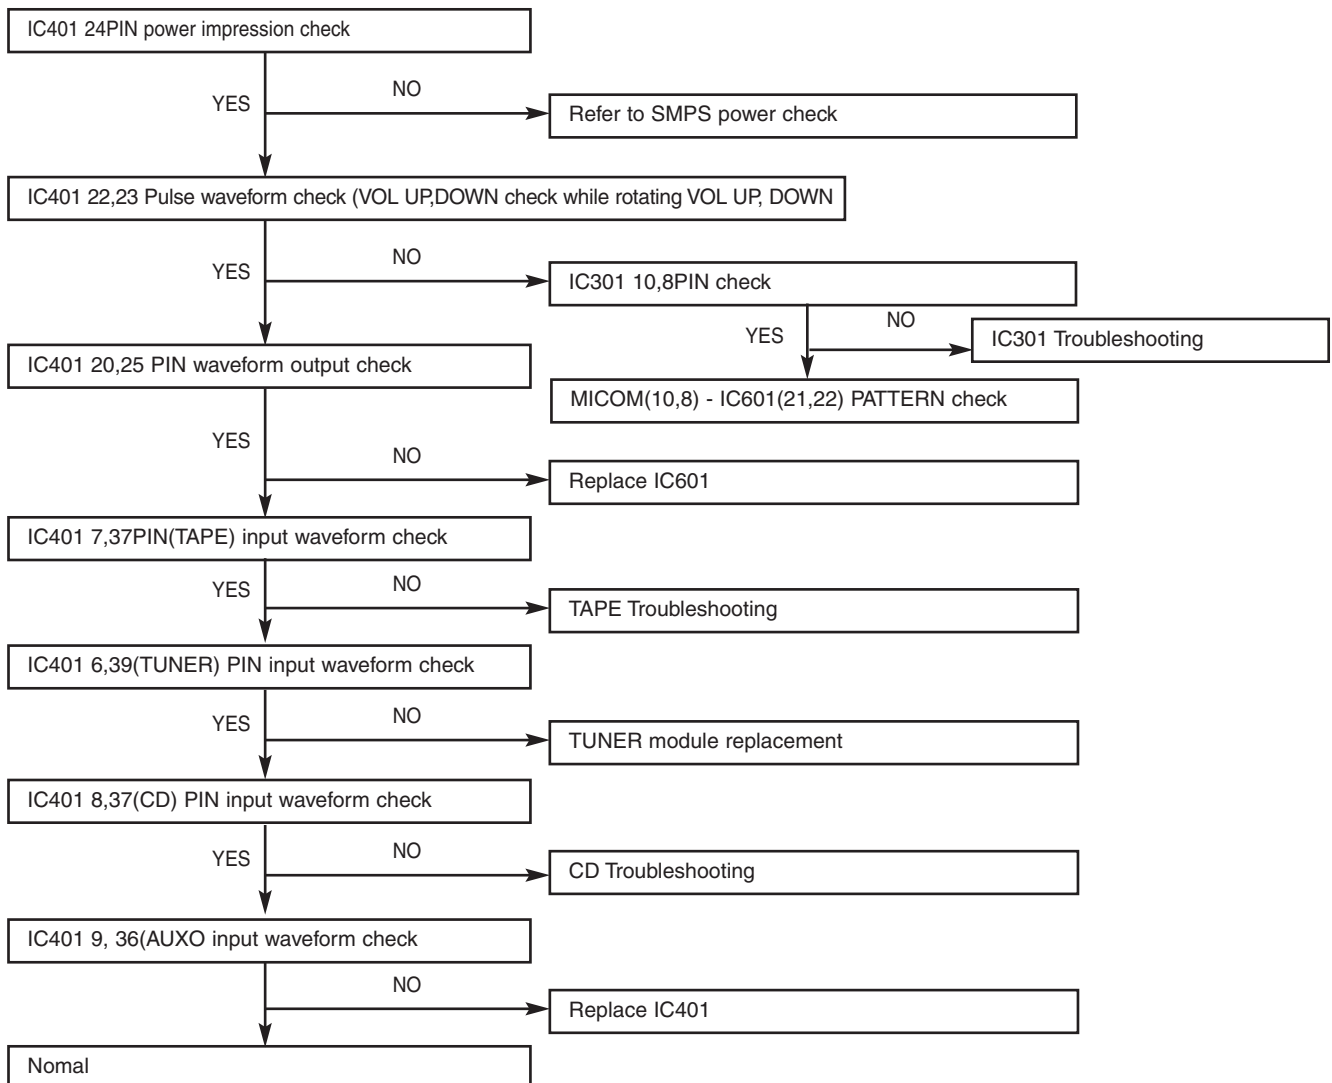 IC401 24PIN power impression check
YES
NO
Refer to SMPS power check
IC401 22,23 Pulse waveform check (VOL UP,DOWN check while rotating VOL UP, DOWN
YES
NO
IC301 10,8PIN check
YES
NO
IC301 Troubleshooting
MICOM(10,8) - IC601(21,22) PATTERN check
IC401 20,25 PIN waveform output check
YES
NO
Replace IC601
IC401 7,37PIN(TAPE) input waveform check
YES
NO
TAPE Troubleshooting
IC401 6,39(TUNER) PIN input waveform check
YES
NO
TUNER module replacement
IC401 8,37(CD) PIN input waveform check
YES
NO
CD Troubleshooting
IC401 9, 36(AUXO input waveform check
NO
Replace IC401
Nomal